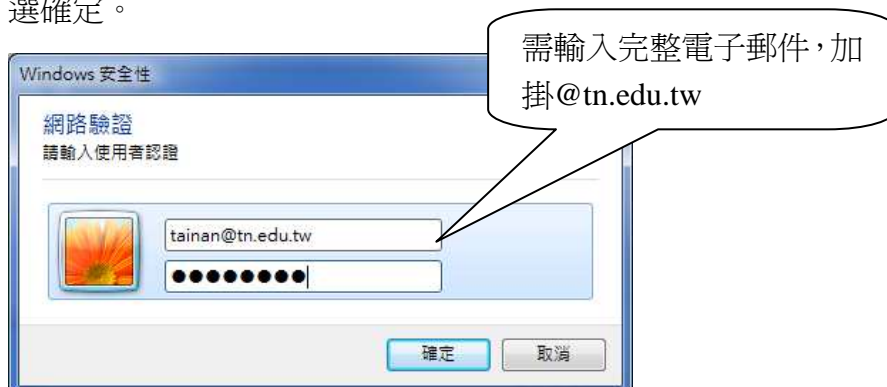 選確定。
需輸入完整電子郵件，加
掛@tn.edu.tw
Windows 安全性
網路驗證
請輸入使用者認證
tainan@tn.edu.tw
●●●●●●●●
確定
取消